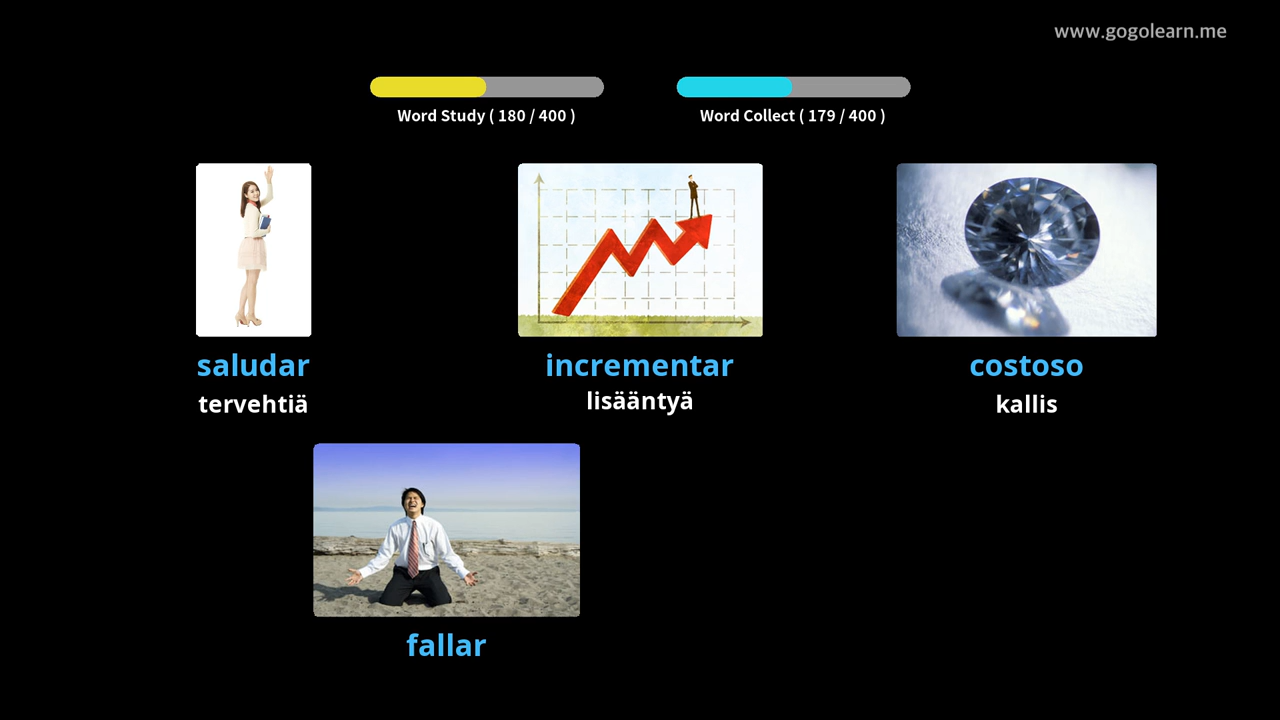 www.gogolearn.me
Word Study ( 180 / 400 )
Word Collect ( 179 / 400 )
saludar
incrementar
costoso
tervehtiä
lisääntyä
kallis
fallar